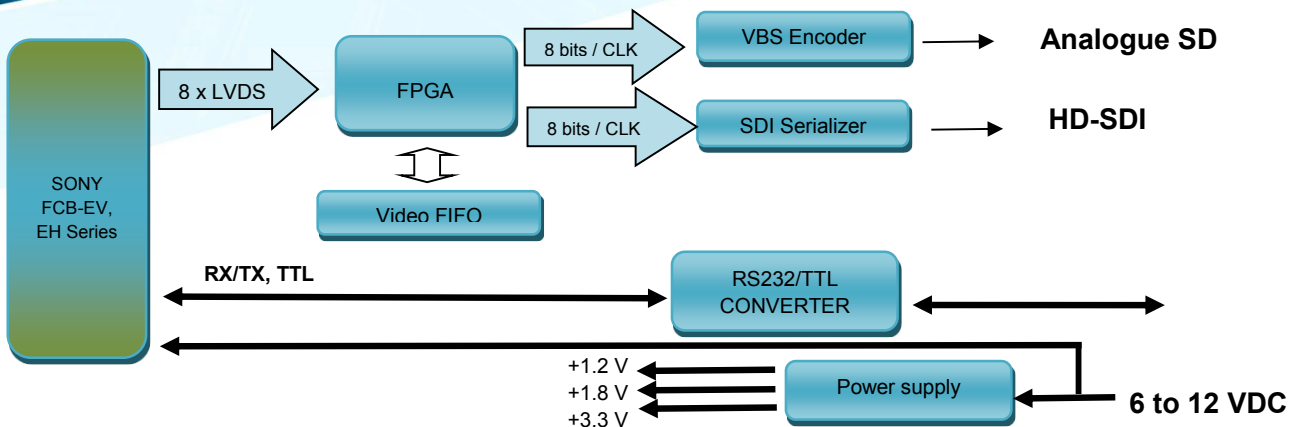 SONY
FCB-EV,
EH Series
8 x LVDS
FPGA
Video FIFO
8 bits / CLK
VBS Encoder
Analogue SD
8 bits / CLK
SDI Serializer
HD-SDI
RX/TX, TTL
RS232/TTL
CONVERTER
+1.2 V
+1.8 V
+3.3 V
Power supply
6 to 12 VDC